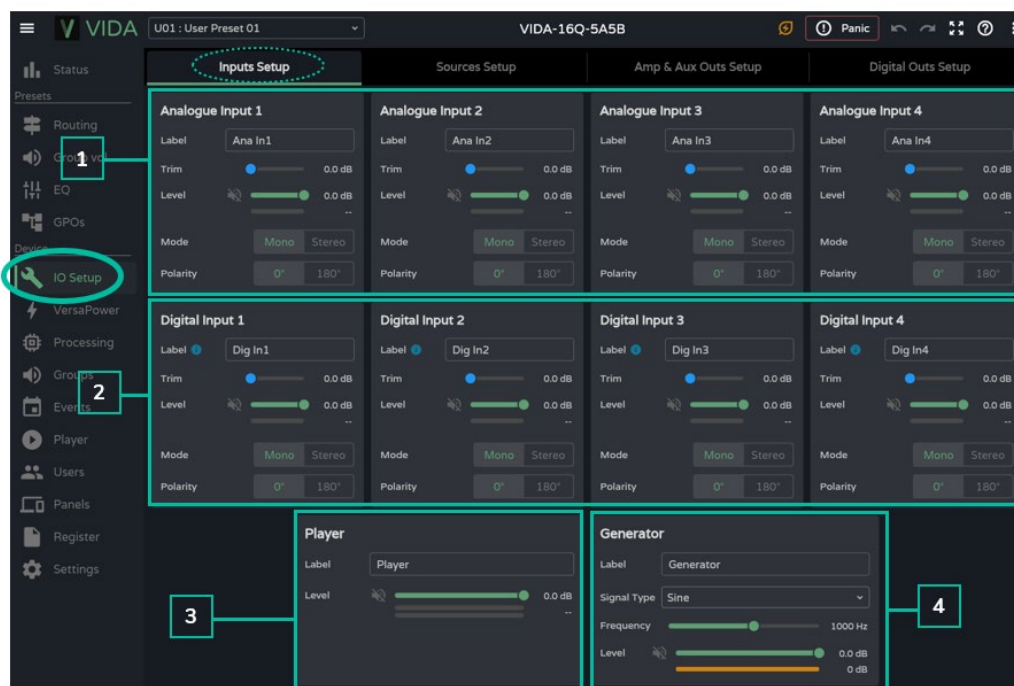 VIDA U01 : User Preset 01 VIDA-16Q-5A5B Panic
Status
Presets
Routing
Group vol
EQ
GPOs
Device
IO Setup
VersaPower
Processing
Groups
Events
Player
Users
Panels
Register
Settings
Inputs Setup Sources Setup Amp & Aux Outs Setup Digital Outs Setup
1
Analogue Input 1 Analogue Input 2 Analogue Input 3 Analogue Input 4
Label Ana In1 Label Ana In2 Label Ana In3 Label Ana In4
Trim 0.0 dB Trim 0.0 dB Trim 0.0 dB Trim 0.0 dB
Level 0.0 dB Level 0.0 dB Level 0.0 dB Level 0.0 dB
-- -- -- --
Mode Mono Stereo Mode Mono Stereo Mode Mono Stereo Mode Mono Stereo
Polarity 0° 180° Polarity 0° 180° Polarity 0° 180° Polarity 0° 180°
2
Digital Input 1 Digital Input 2 Digital Input 3 Digital Input 4
Label Dig In1 Label Dig In2 Label Dig In3 Label Dig In4
Trim 0.0 dB Trim 0.0 dB Trim 0.0 dB Trim 0.0 dB
Level 0.0 dB Level 0.0 dB Level 0.0 dB Level 0.0 dB
-- -- -- --
Mode Mono Stereo Mode Mono Stereo Mode Mono Stereo Mode Mono Stereo
Polarity 0° 180° Polarity 0° 180° Polarity 0° 180° Polarity 0° 180°
3
Player
Label Player
Level 0.0 dB
--
4
Generator
Label Generator
Signal Type Sine
Frequency 1000 Hz
Level 0.0 dB
0 dB